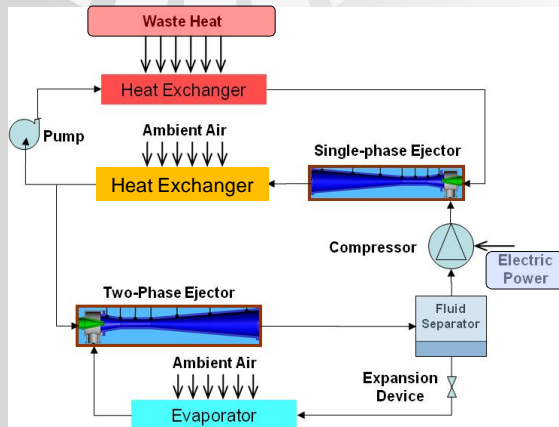 Waste Heat
Heat Exchanger
Pump
Ambient Air
Single-phase Ejector
Heat Exchanger
Compressor
Electric
Power
Two-Phase Ejector
Fluid
Separator
Ambient Air
Expansion
Device
Evaporator